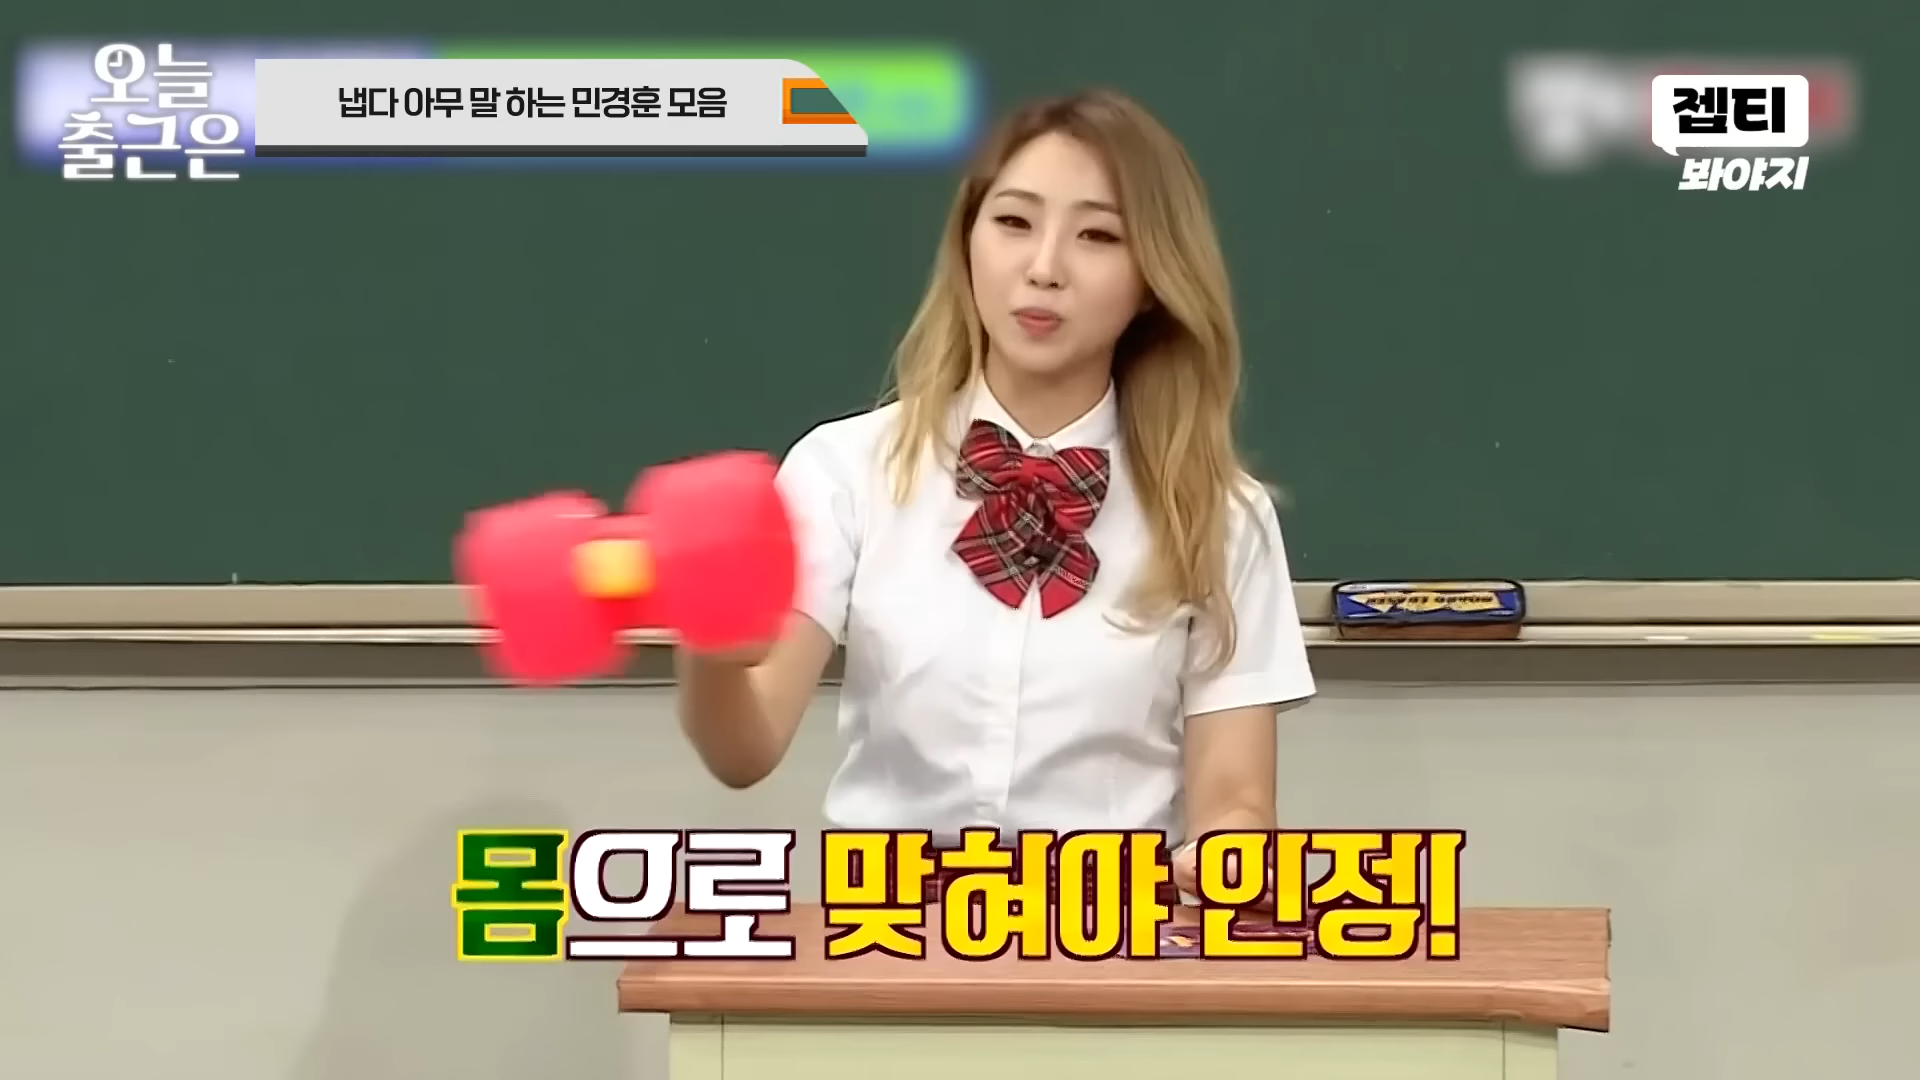 오늘
출근은
냅다 아무 말 하는 민경훈 모음
젭티
봐야지
몸으로 맞혀야 인정!